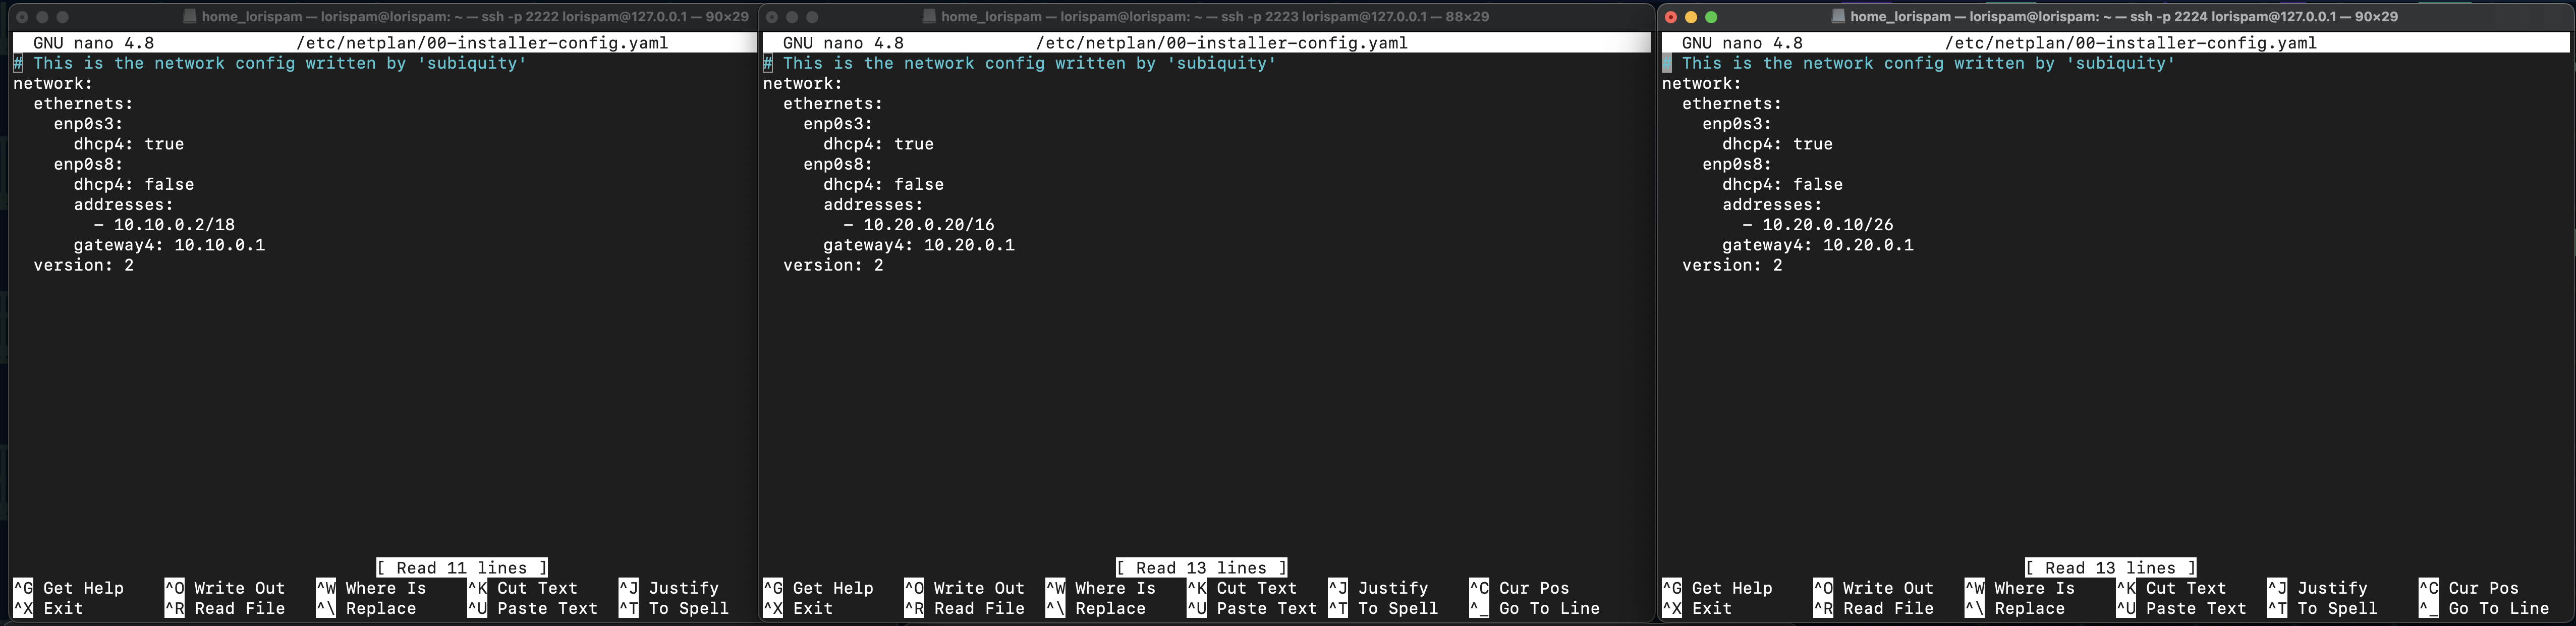 home_lorispam — lorispam@lorispam: ~ — ssh -p 2222 lorispam@127.0.0.1 — 90×29
GNU nano 4.8 /etc/netplan/00-installer-config.yaml
# This is the network config written by 'subiquity'
network:
  ethernets:
    enp0s3:
      dhcp4: true
    enp0s8:
      dhcp4: false
      addresses:
        - 10.10.0.2/18
      gateway4: 10.10.0.1
  version: 2
[ Read 11 lines ]
^G Get Help ^O Write Out ^W Where Is ^K Cut Text ^J Justify
^X Exit ^R Read File ^\ Replace ^U Paste Text ^T To Spell
home_lorispam — lorispam@lorispam: ~ — ssh -p 2223 lorispam@127.0.0.1 — 88×29
GNU nano 4.8 /etc/netplan/00-installer-config.yaml
# This is the network config written by 'subiquity'
network:
  ethernets:
    enp0s3:
      dhcp4: true
    enp0s8:
      dhcp4: false
      addresses:
        - 10.20.0.20/16
      gateway4: 10.20.0.1
  version: 2
[ Read 13 lines ]
^G Get Help ^O Write Out ^W Where Is ^K Cut Text ^J Justify ^C Cur Pos
^X Exit ^R Read File ^\ Replace ^U Paste Text ^T To Spell ^_ Go To Line
home_lorispam — lorispam@lorispam: ~ — ssh -p 2224 lorispam@127.0.0.1 — 90×29
GNU nano 4.8 /etc/netplan/00-installer-config.yaml
# This is the network config written by 'subiquity'
network:
  ethernets:
    enp0s3:
      dhcp4: true
    enp0s8:
      dhcp4: false
      addresses:
        - 10.20.0.10/26
      gateway4: 10.20.0.1
  version: 2
[ Read 13 lines ]
^G Get Help ^O Write Out ^W Where Is ^K Cut Text ^J Justify ^C Cur Pos
^X Exit ^R Read File ^\ Replace ^U Paste Text ^T To Spell ^_ Go To Line